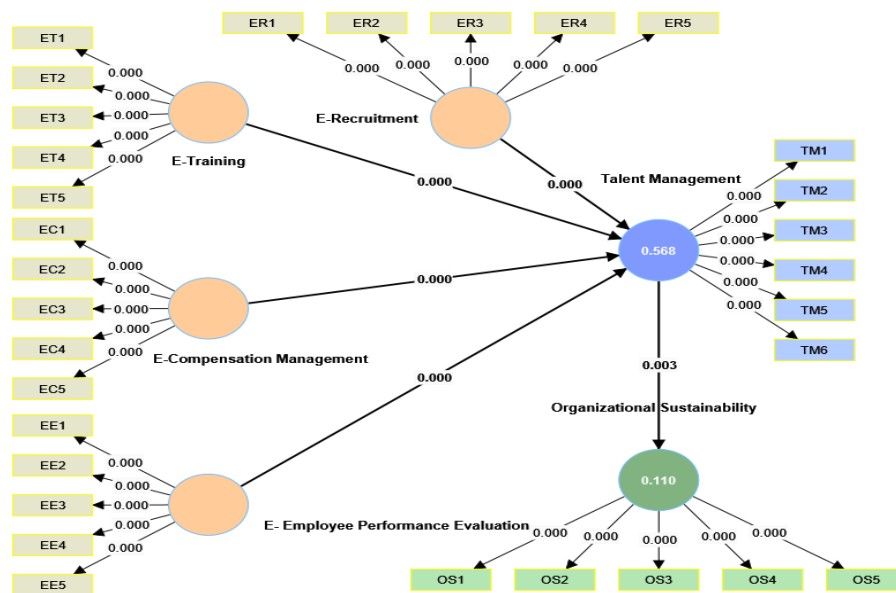 ER1
ER2
ER3
ER4
ER5
0.000
0.000
0.000
0.000
0.000
E-Recruitment
0.000
ET1
ET2
ET3
ET4
ET5
0.000
0.000
0.000
0.000
0.000
E-Training
0.000
EC1
EC2
EC3
EC4
EC5
0.000
0.000
0.000
0.000
0.000
E-Compensation Management
0.000
EE1
EE2
EE3
EE4
EE5
0.000
0.000
0.000
0.000
0.000
E- Employee Performance Evaluation
0.000
Talent Management
0.568
TM1
TM2
TM3
TM4
TM5
TM6
0.000
0.000
0.000
0.000
0.000
0.000
0.003
Organizational Sustainability
0.110
0.000
0.000
0.000
0.000
0.000
OS1
OS2
OS3
OS4
OS5